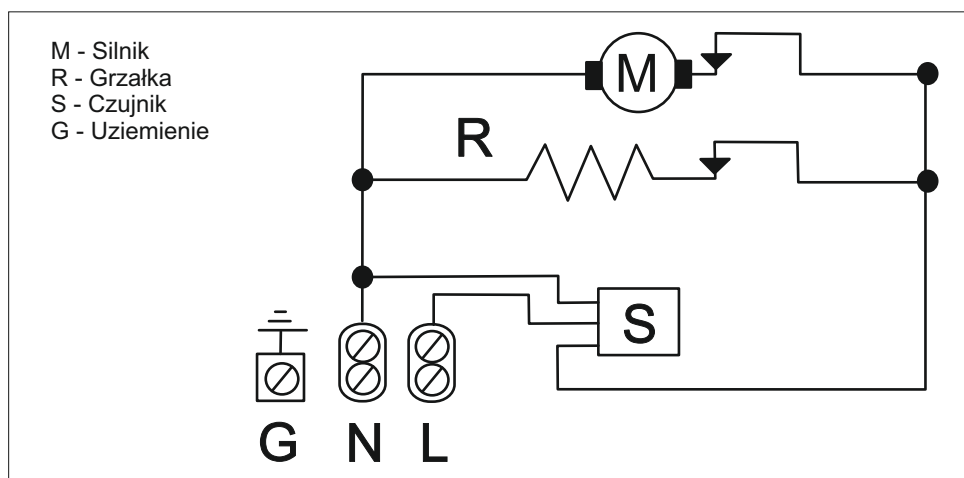 M - Silnik
R - Grzałka
S - Czujnik
G - Uziemienie
M
R
S
G N L